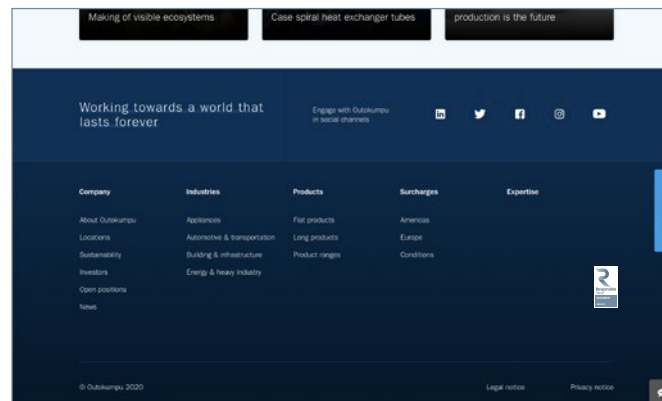 Making of visible ecosystems
Case spiral heat exchanger tubes
production is the future
Working towards a world that
lasts forever
Engage with Outokumpu
in social channels
Company
Industries
Products
Surcharges
Expertise
About Outokumpu
Appliances
Flat products
Americas
Locations
Automotive & transportation
Long products
Europe
Sustainability
Building & infrastructure
Product ranges
Conditions
Investors
Energy & heavy industry
Open positions
News
Responsible
© Outokumpu 2020
Legal notice
Privacy notice